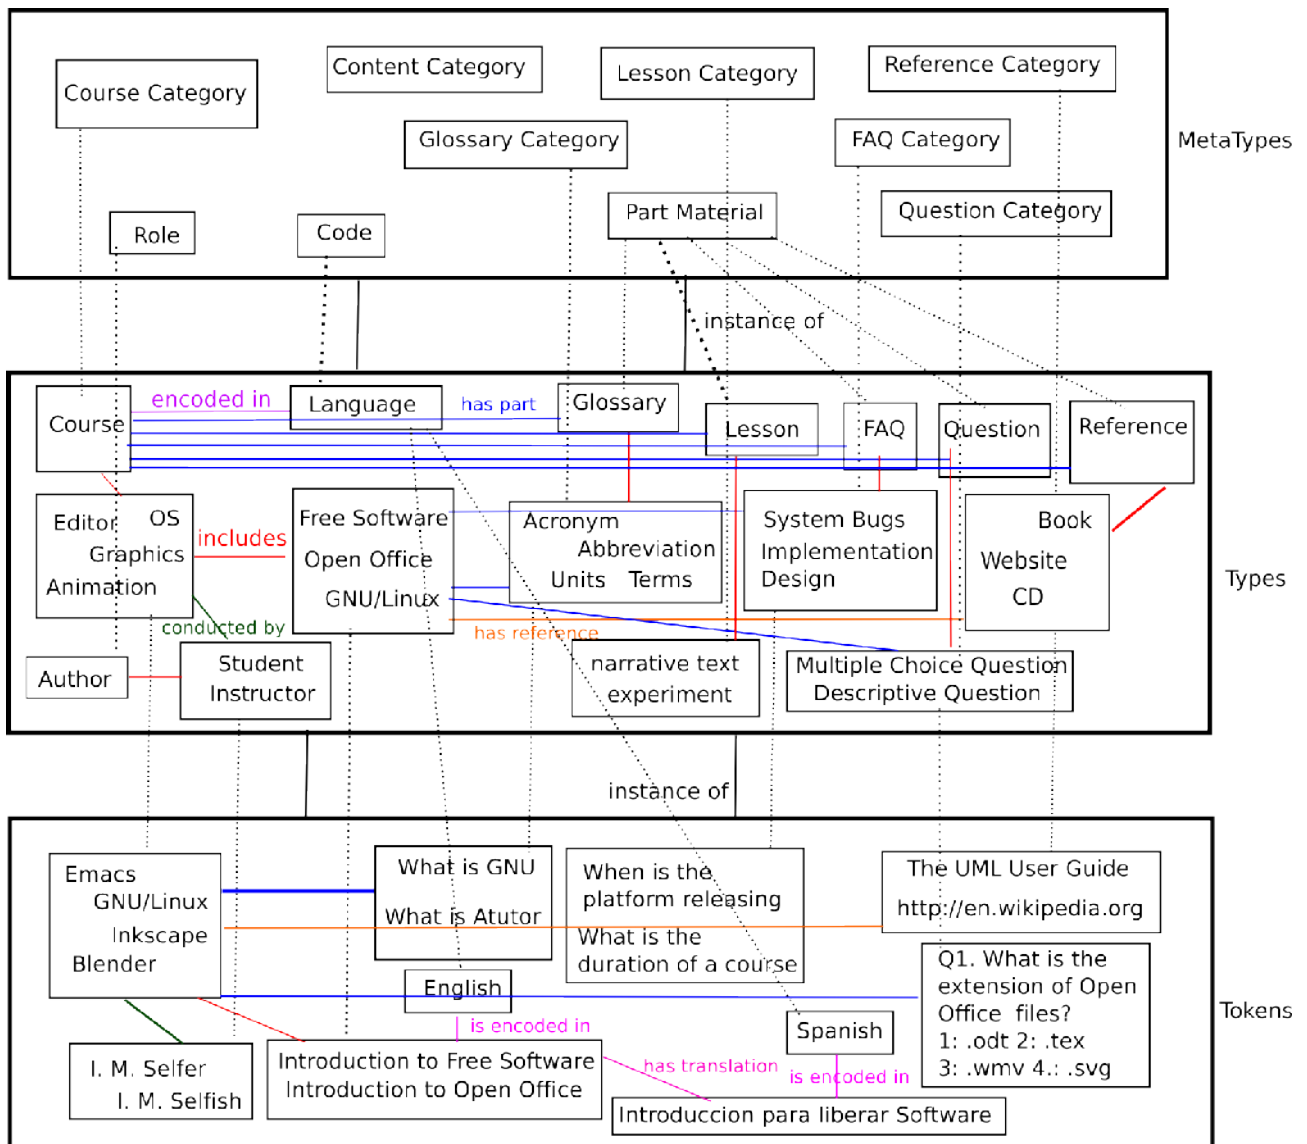 Course Category
Content Category
Lesson Category
Reference Category
Glossary Category
FAQ Category
MetaTypes
Part Material
Question Category
Role
Code
instance of
Course
encoded in
Language
has part
Glossary
Lesson
FAQ
Question
Reference
Editor OS
Graphics
Animation
includes
Free Software
Open Office
GNU/Linux
Acronym
Abbreviation
Units Terms
System Bugs
Implementation
Design
Book
Website
CD
Types
conducted by
has reference
Author
Student
Instructor
narrative text
experiment
Multiple Choice Question
Descriptive Question
instance of
Emacs
GNU/Linux
Inkscape
Blender
What is GNU
What is Atutor
When is the
platform releasing
What is the
duration of a course
The UML User Guide
http://en.wikipedia.org
English
is encoded in
Spanish
Q1. What is the
extension of Open
Office files?
1: .odt 2: .tex
3: .wmv 4.: .svg
Tokens
I. M. Selfer
I. M. Selfish
Introduction to Free Software
Introduction to Open Office
has translation
is encoded in
Introduccion para liberar Software